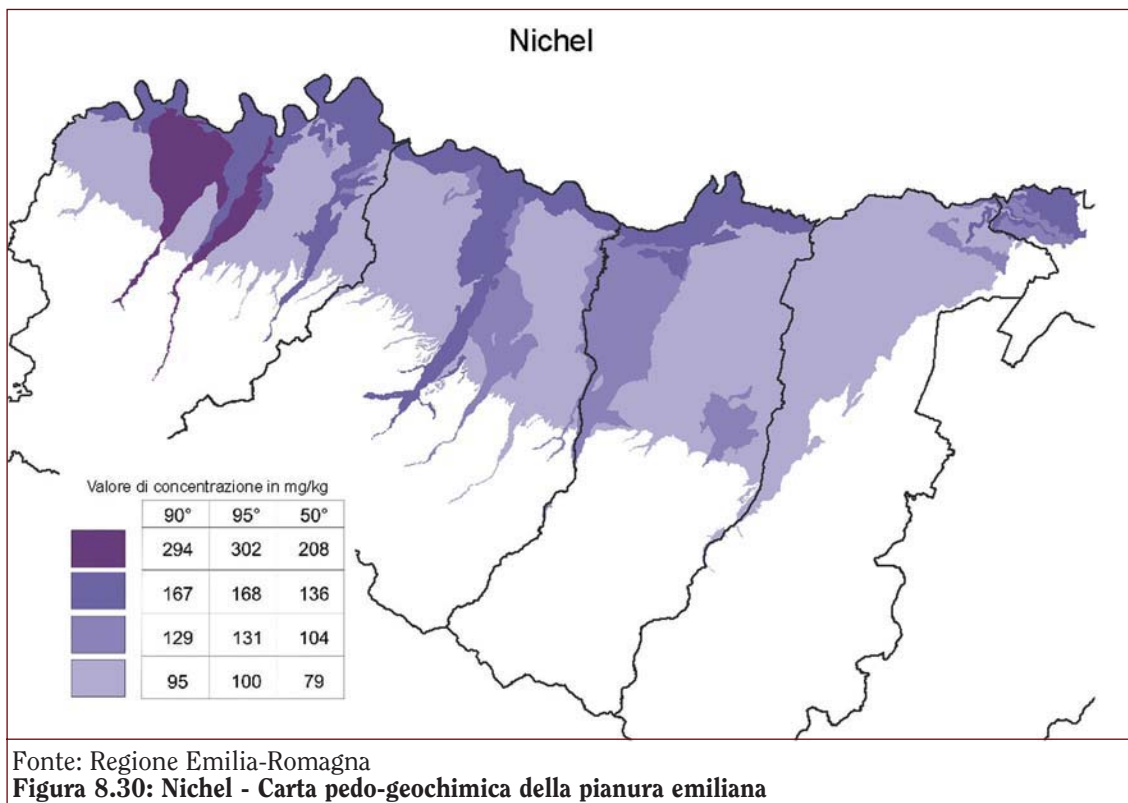 Nichel
Valore di concentrazione in mg/kg
90° 95° 50°
294 302 208
167 168 136
129 131 104
95 100 79
Fonte: Regione Emilia-Romagna
Figura 8.30: Nichel - Carta pedo-geochimica della pianura emiliana